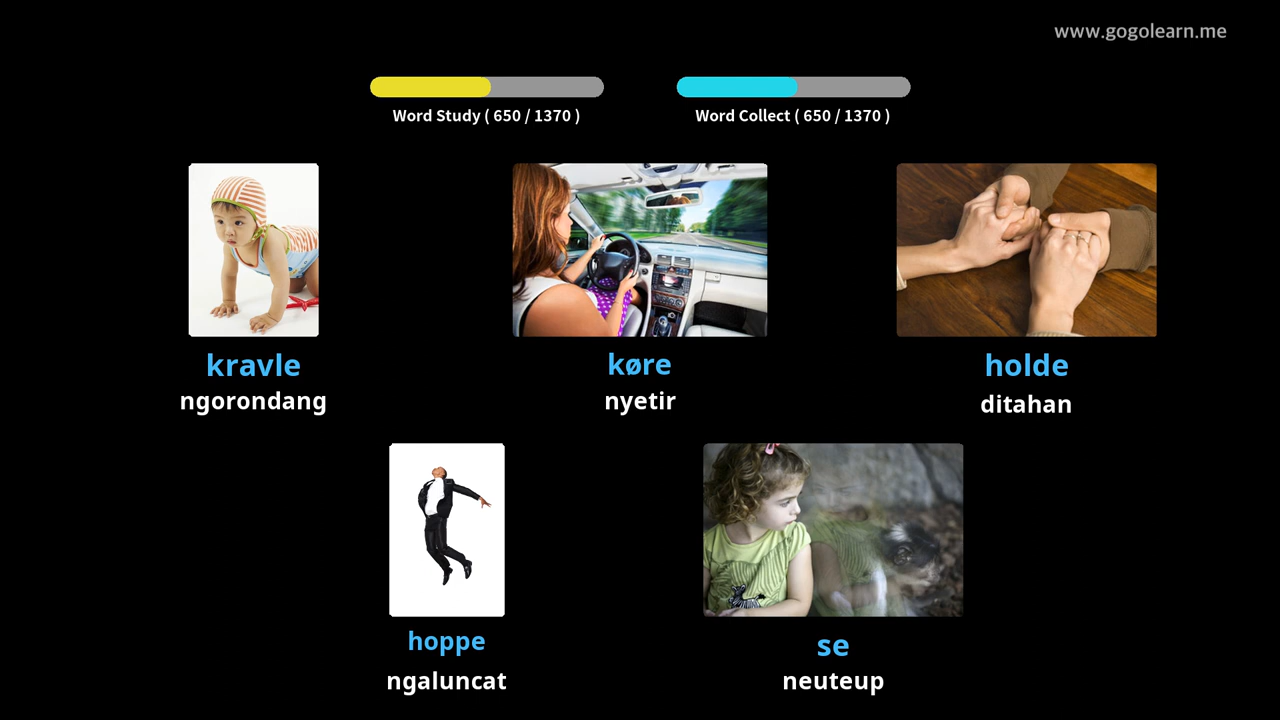 www.gogolearn.me
Word Study ( 650 / 1370 )
Word Collect ( 650 / 1370 )
kravle
ngorondang
køre
nyetir
holde
ditahan
hoppe
ngaluncat
se
neuteup